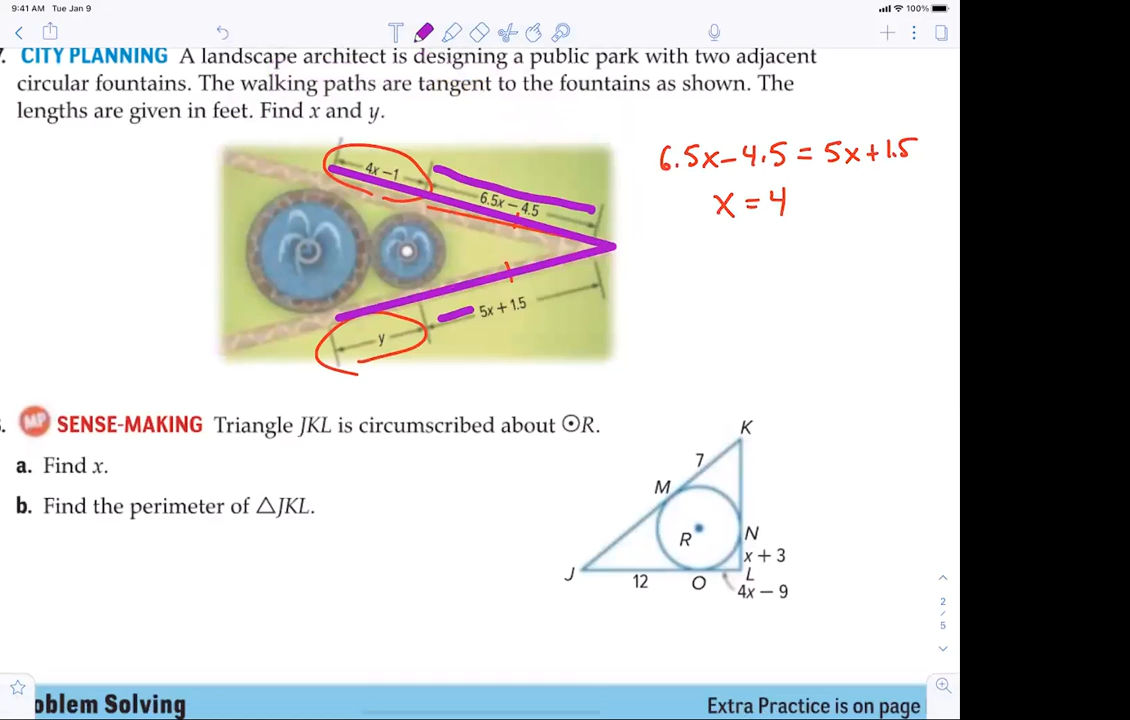 9:41 AM Tue Jan 9
100%
T
. CITY PLANNING A landscape architect is designing a public park with two adjacent
circular fountains. The walking paths are tangent to the fountains as shown. The
lengths are given in feet. Find x and y.
4x −1
6.5x − 4.5
5x + 1.5
y
6.5x − 4.5 = 5x + 1.5
x = 4
MP SENSE-MAKING Triangle JKL is circumscribed about ⊙R.
a. Find x.
b. Find the perimeter of △JKL.
K
7
M
R
N
x + 3
J
12
O
L
4x − 9
2
/
5
oblem Solving
Extra Practice is on page